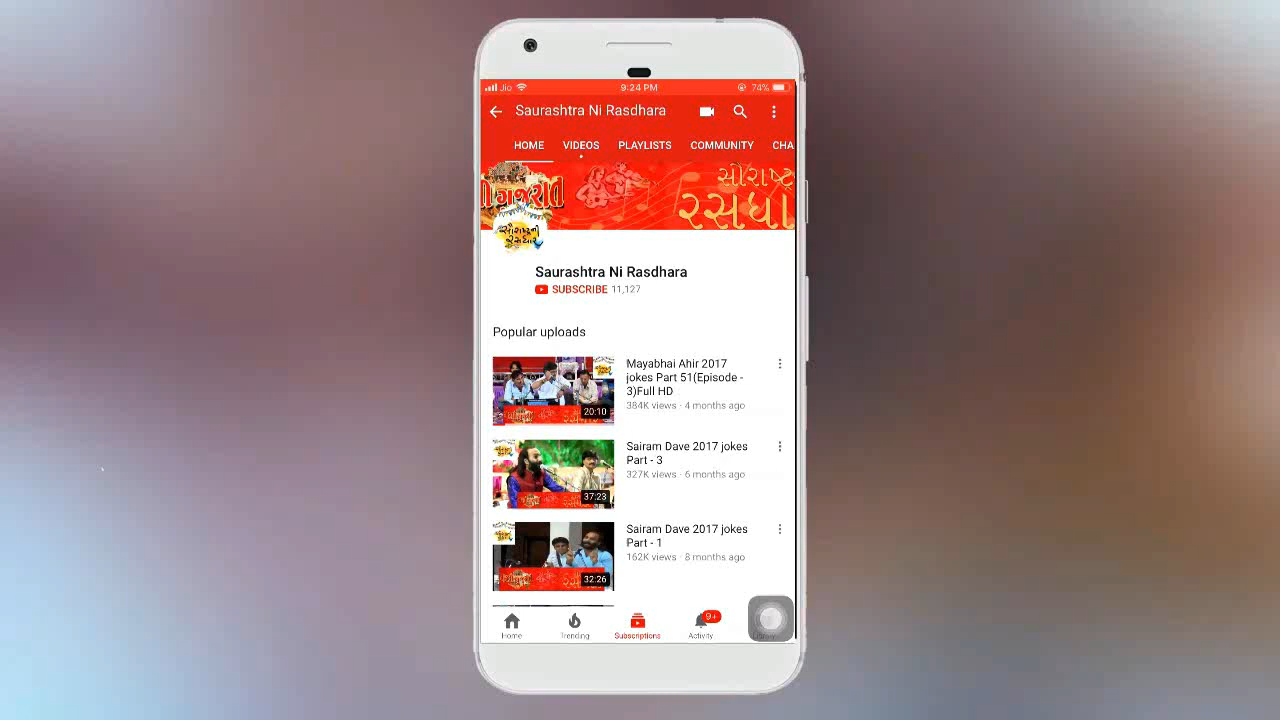 Jio 9:24 PM 74%
Saurashtra Ni Rasdhara
HOME VIDEOS PLAYLISTS COMMUNITY CHA
ગુજરાતી
સૌરાષ્ટ્ર
રસધા
સૌરાષ્ટ્રની
રસધાર
Saurashtra Ni Rasdhara
SUBSCRIBE 11,127
Popular uploads
Mayabhai Ahir 2017
jokes Part 51(Episode -
3)Full HD
384K views · 4 months ago
20:10
Sairam Dave 2017 jokes
Part - 3
327K views · 6 months ago
37:23
Sairam Dave 2017 jokes
Part - 1
162K views · 8 months ago
32:26
9+
Home Trending Subscriptions Activity Library